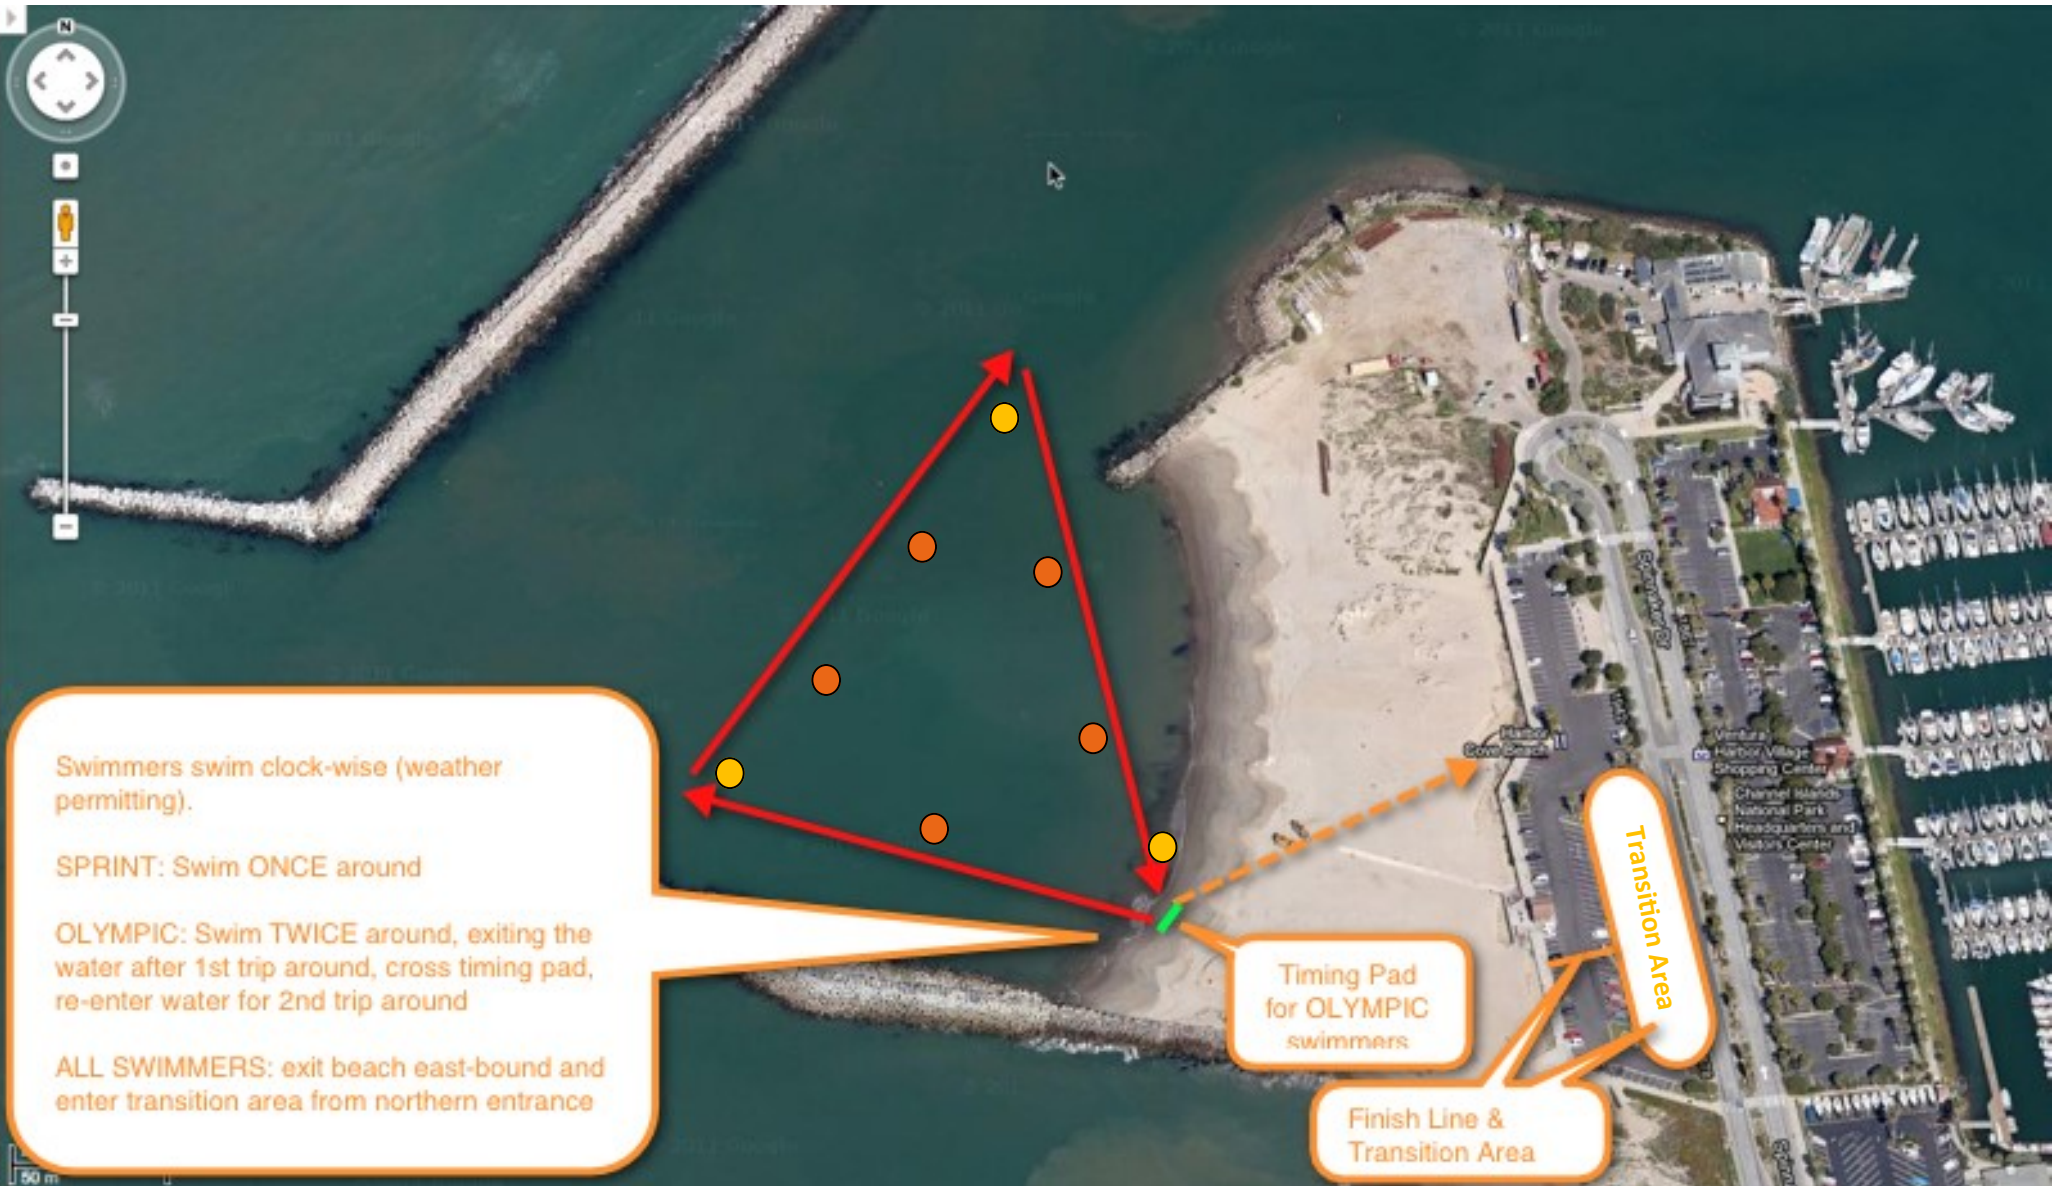 N
Swimmers swim clock-wise (weather
permitting).
SPRINT: Swim ONCE around
OLYMPIC: Swim TWICE around, exiting the
water after 1st trip around, cross timing pad,
re-enter water for 2nd trip around
ALL SWIMMERS: exit beach east-bound and
enter transition area from northern entrance
Timing Pad
for OLYMPIC
swimmers
Finish Line &
Transition Area
Transition Area
Harbor
Cove Beach
Spinnaker Dr
Ventura
Harbor Village
Shopping Center
Channel Islands
National Park
Headquarters and
Visitors Center
50 m